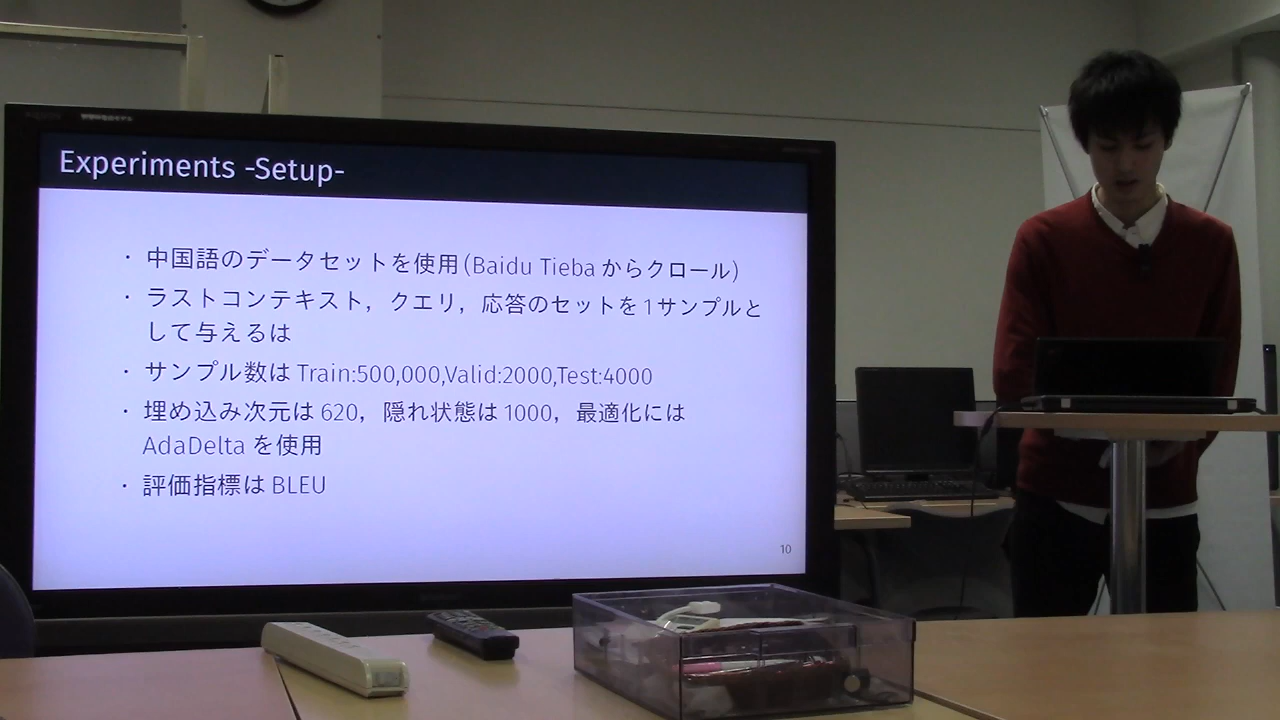 Experiments -Setup-
・中国語のデータセットを使用(Baidu Tieba からクロール)
・ラストコンテキスト，クエリ，応答のセットを1サンプルと
して与えるは
・サンプル数は Train:500,000,Valid:2000,Test:4000
・埋め込み次元は 620，隠れ状態は 1000，最適化には
AdaDelta を使用
・評価指標は BLEU
10